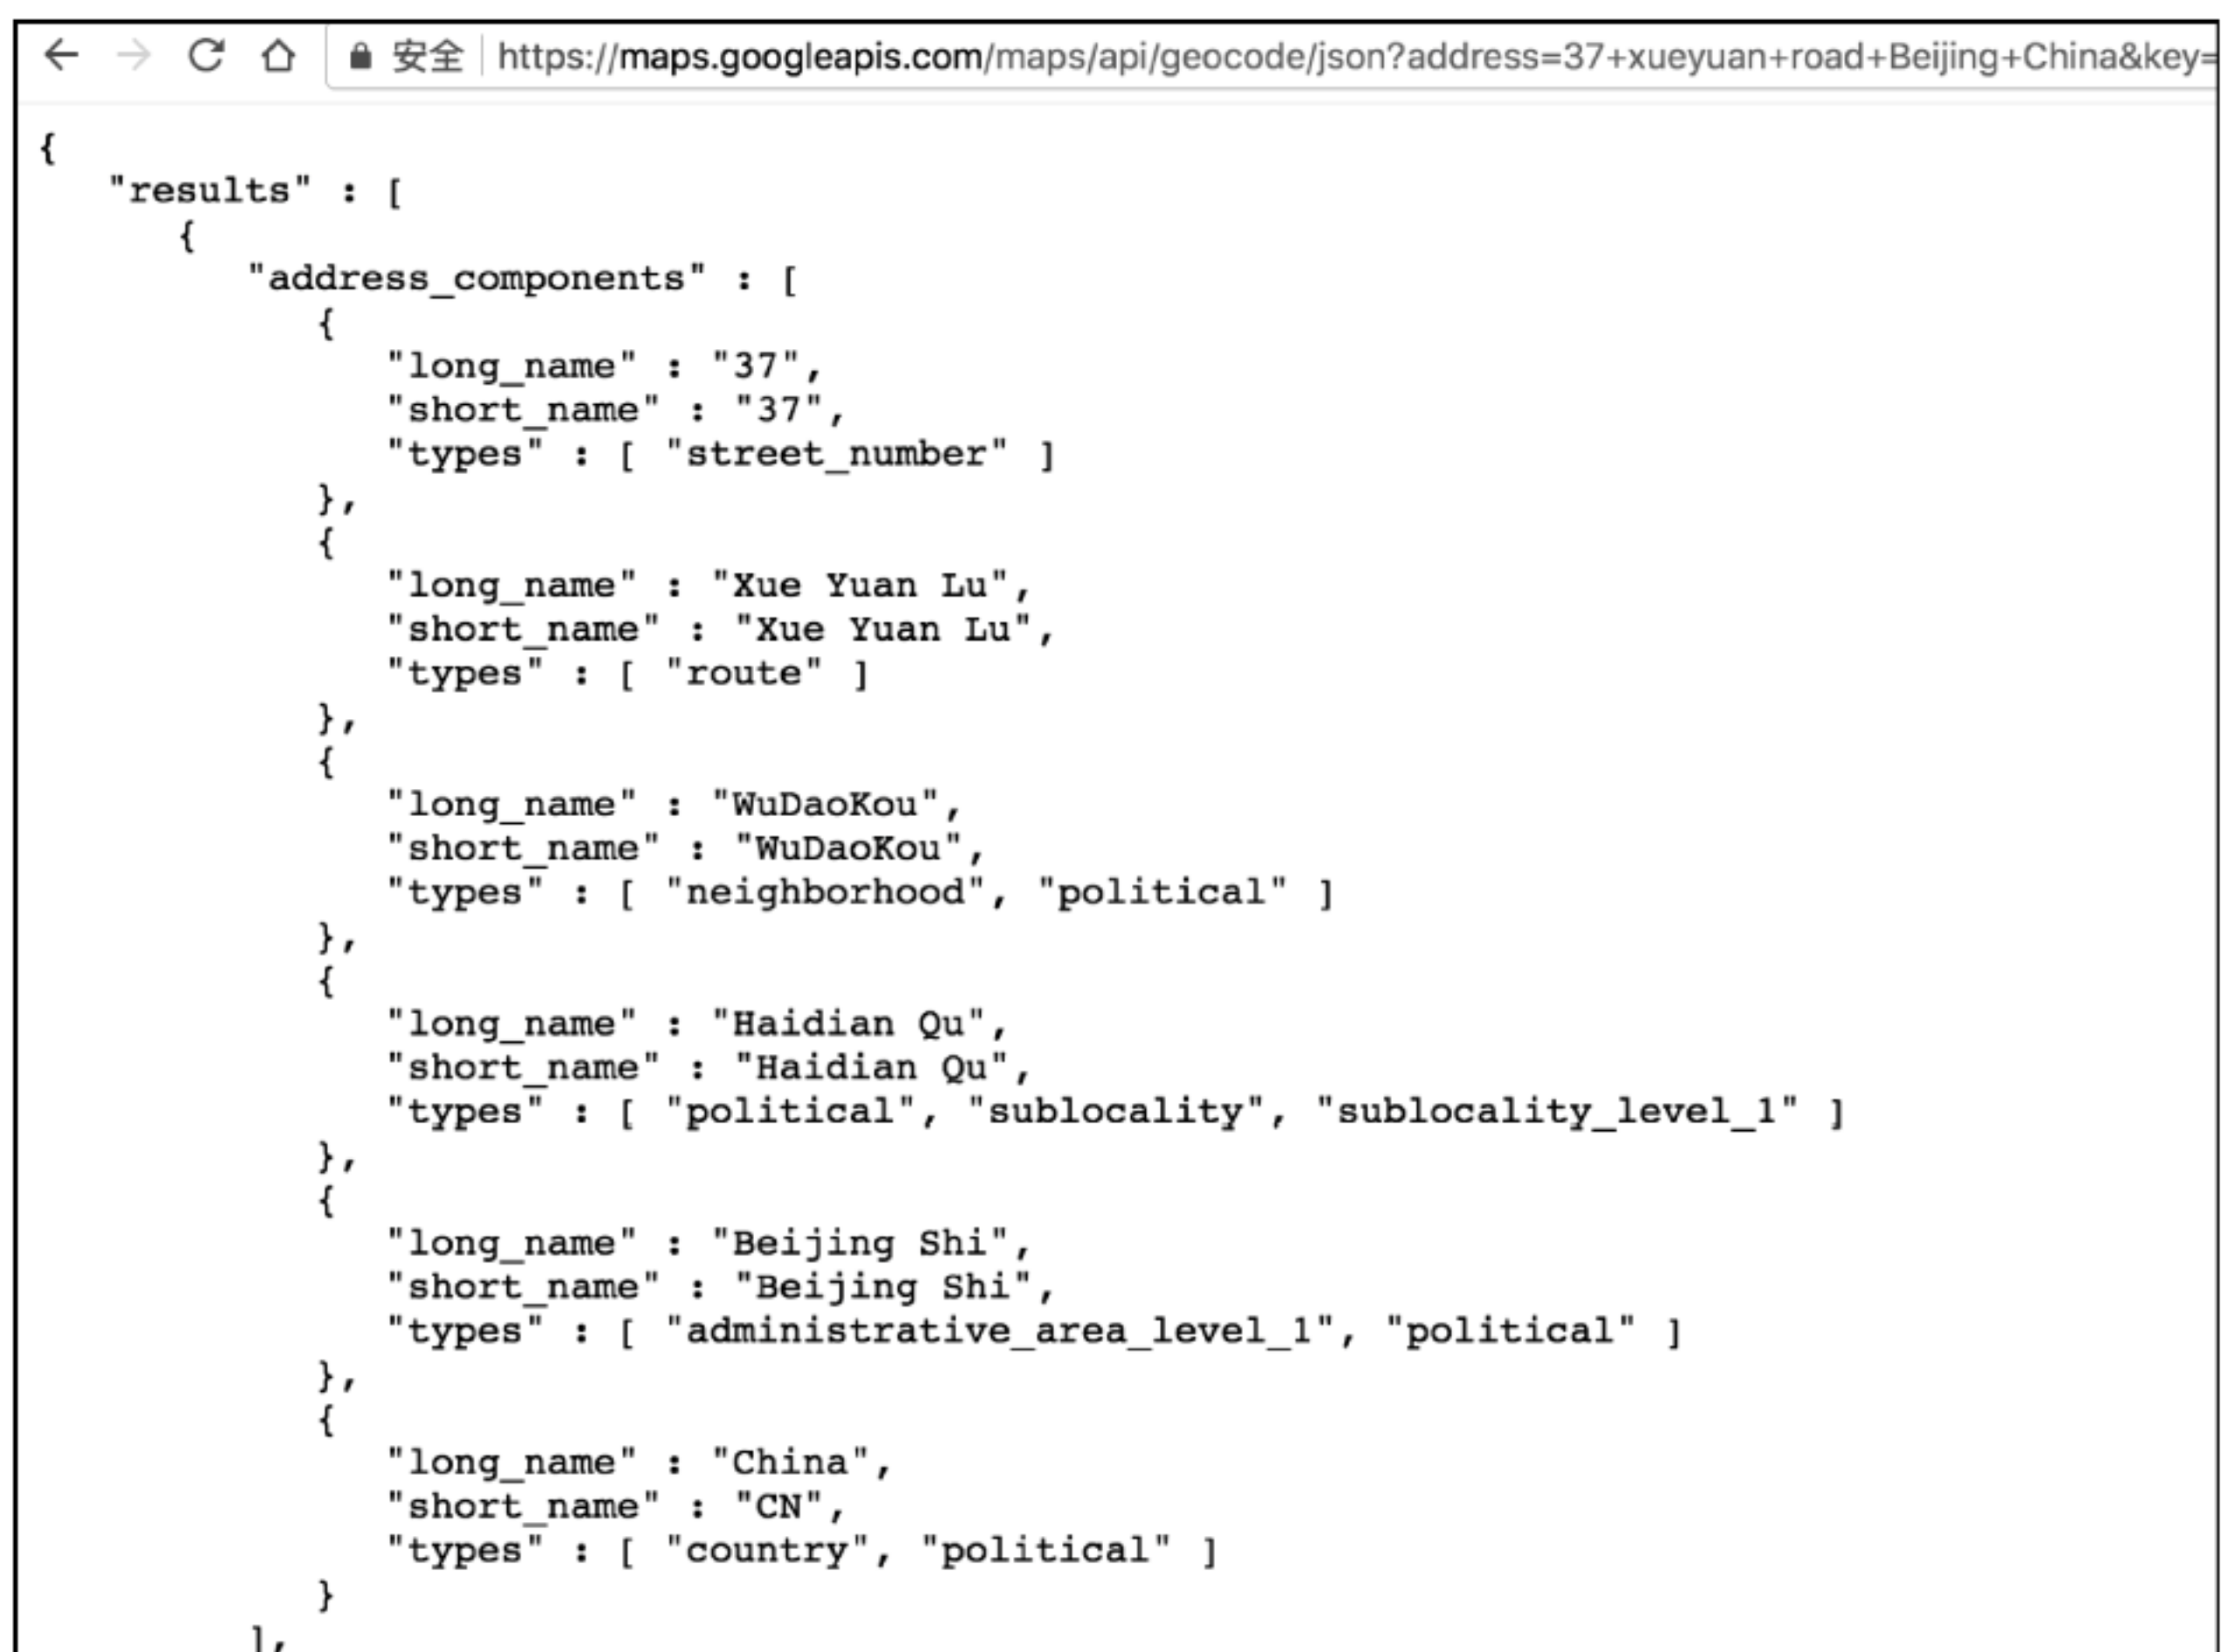 安全 https://maps.googleapis.com/maps/api/geocode/json?address=37+xueyuan+road+Beijing+China&key=
{
"results" : [
{
"address_components" : [
{
"long_name" : "37",
"short_name" : "37",
"types" : [ "street_number" ]
},
{
"long_name" : "Xue Yuan Lu",
"short_name" : "Xue Yuan Lu",
"types" : [ "route" ]
},
{
"long_name" : "WuDaoKou",
"short_name" : "WuDaoKou",
"types" : [ "neighborhood", "political" ]
},
{
"long_name" : "Haidian Qu",
"short_name" : "Haidian Qu",
"types" : [ "political", "sublocality", "sublocality_level_1" ]
},
{
"long_name" : "Beijing Shi",
"short_name" : "Beijing Shi",
"types" : [ "administrative_area_level_1", "political" ]
},
{
"long_name" : "China",
"short_name" : "CN",
"types" : [ "country", "political" ]
}
],